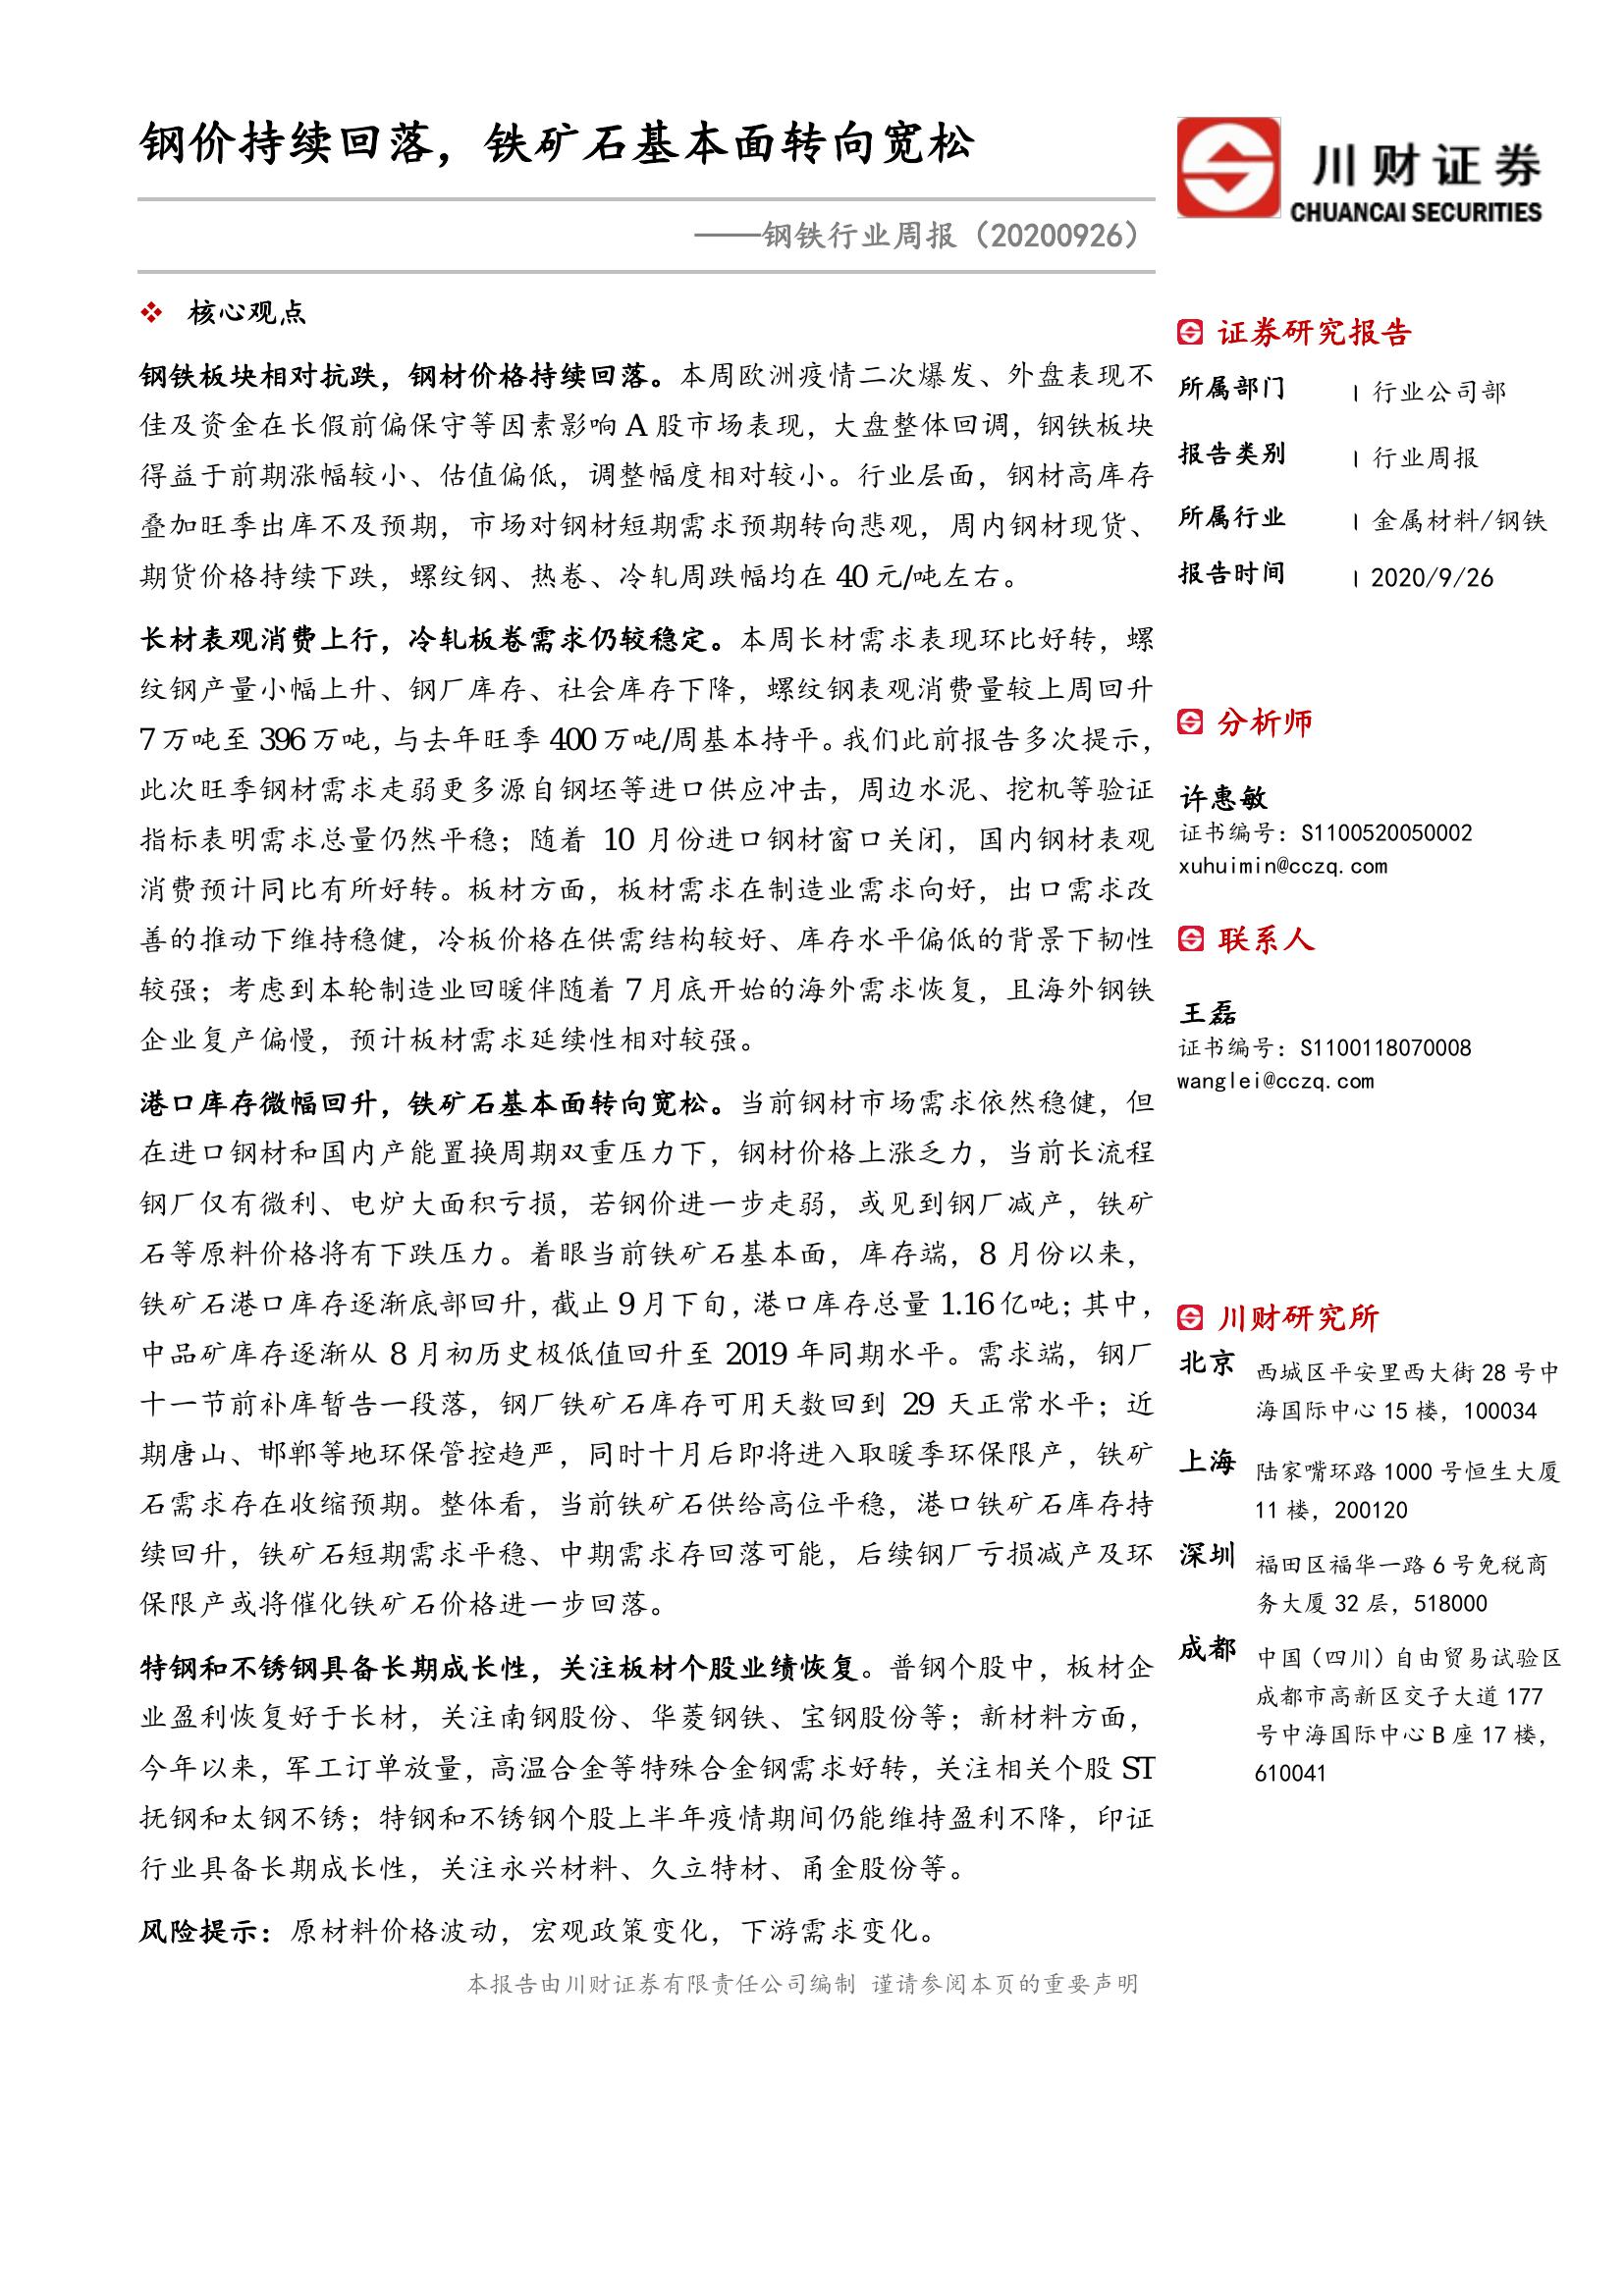 钢价持续回落，铁矿石基本面转向宽松
——钢铁行业周报（20200926）
❖ 核心观点
钢铁板块相对抗跌，钢材价格持续回落。本周欧洲疫情二次爆发、外盘表现不
佳及资金在长假前偏保守等因素影响 A 股市场表现，大盘整体回调，钢铁板块
得益于前期涨幅较小、估值偏低，调整幅度相对较小。行业层面，钢材高库存
叠加旺季出库不及预期，市场对钢材短期需求预期转向悲观，周内钢材现货、
期货价格持续下跌，螺纹钢、热卷、冷轧周跌幅均在 40 元/吨左右。
长材表观消费上行，冷轧板卷需求仍较稳定。本周长材需求表现环比好转，螺
纹钢产量小幅上升、钢厂库存、社会库存下降，螺纹钢表观消费量较上周回升
7 万吨至 396 万吨，与去年旺季 400 万吨/周基本持平。我们此前报告多次提示，
此次旺季钢材需求走弱更多源自钢坯等进口供应冲击，周边水泥、挖机等验证
指标表明需求总量仍然平稳；随着 10 月份进口钢材窗口关闭，国内钢材表观
消费预计同比有所好转。板材方面，板材需求在制造业需求向好，出口需求改
善的推动下维持稳健，冷板价格在供需结构较好、库存水平偏低的背景下韧性
较强；考虑到本轮制造业回暖伴随着 7 月底开始的海外需求恢复，且海外钢铁
企业复产偏慢，预计板材需求延续性相对较强。
港口库存微幅回升，铁矿石基本面转向宽松。当前钢材市场需求依然稳健，但
在进口钢材和国内产能置换周期双重压力下，钢材价格上涨乏力，当前长流程
钢厂仅有微利、电炉大面积亏损，若钢价进一步走弱，或见到钢厂减产，铁矿
石等原料价格将有下跌压力。着眼当前铁矿石基本面，库存端，8 月份以来，
铁矿石港口库存逐渐底部回升，截止 9 月下旬，港口库存总量 1.16 亿吨；其中，
中品矿库存逐渐从 8 月初历史极低值回升至 2019 年同期水平。需求端，钢厂
十一节前补库暂告一段落，钢厂铁矿石库存可用天数回到 29 天正常水平；近
期唐山、邯郸等地环保管控趋严，同时十月后即将进入取暖季环保限产，铁矿
石需求存在收缩预期。整体看，当前铁矿石供给高位平稳，港口铁矿石库存持
续回升，铁矿石短期需求平稳、中期需求存回落可能，后续钢厂亏损减产及环
保限产或将催化铁矿石价格进一步回落。
特钢和不锈钢具备长期成长性，关注板材个股业绩恢复。普钢个股中，板材企
业盈利恢复好于长材，关注南钢股份、华菱钢铁、宝钢股份等；新材料方面，
今年以来，军工订单放量，高温合金等特殊合金钢需求好转，关注相关个股 ST
抚钢和太钢不锈；特钢和不锈钢个股上半年疫情期间仍能维持盈利不降，印证
行业具备长期成长性，关注永兴材料、久立特材、甬金股份等。
风险提示：原材料价格波动，宏观政策变化，下游需求变化。
本报告由川财证券有限责任公司编制 谨请参阅本页的重要声明
川财证券
CHUANCAI SECURITIES
证券研究报告
所属部门 | 行业公司部
报告类别 | 行业周报
所属行业 | 金属材料/钢铁
报告时间 | 2020/9/26
分析师
许惠敏
证书编号：S1100520050002
xuhuimin@cczq.com
联系人
王磊
证书编号：S1100118070008
wanglei@cczq.com
川财研究所
北京 西城区平安里西大街 28 号中
海国际中心 15 楼，100034
上海 陆家嘴环路 1000 号恒生大厦
11 楼，200120
深圳 福田区福华一路 6 号免税商
务大厦 32 层，518000
成都 中国（四川）自由贸易试验区
成都市高新区交子大道 177
号中海国际中心 B 座 17 楼，
610041